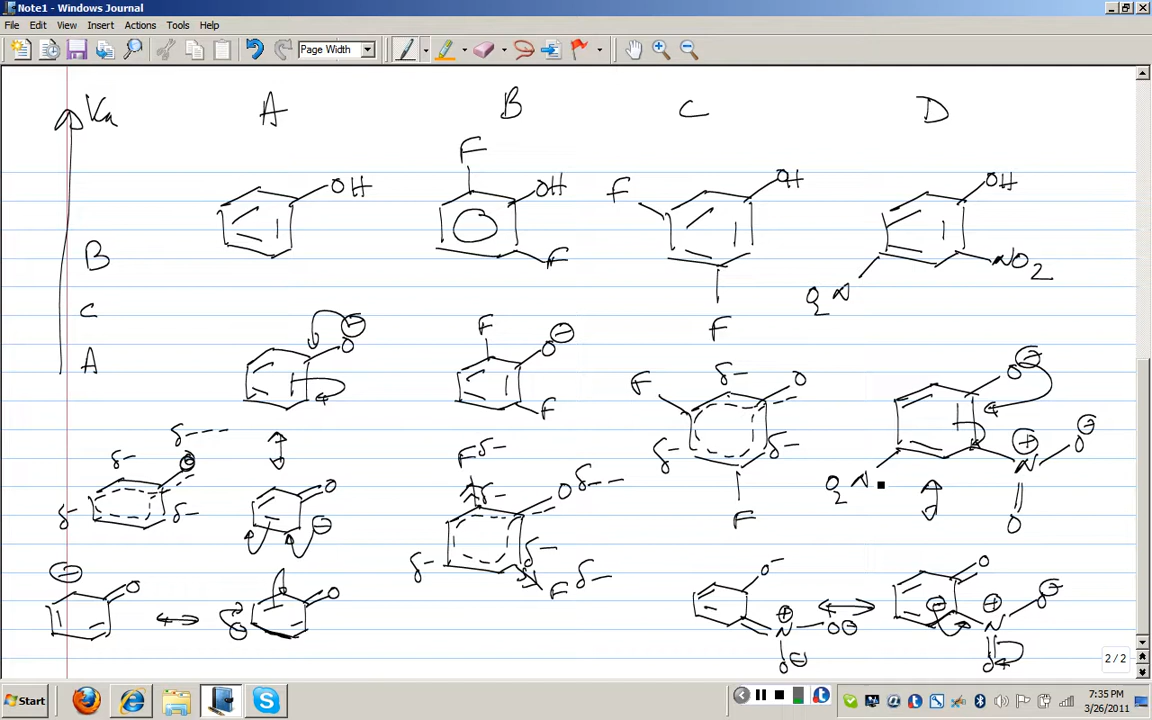 Note1 - Windows Journal
File Edit View Insert Actions Tools Help
Page Width
Ka A B C D
F
OH OH F OH OH
B F NO2
O2N
C F
A
⊖ ⊖ ⊖
O F O F δ- O O
F ⊕ ⊖
δ-- δ- δ- N O
δ- O Fδ- O2N
δ- O δ- O δ-- F O
δ- δ- ⊖ δ-
δ- F δ-
⊖ O O O- O
⊖ ⊕ ⊖ ⊕ O⊖
N O⊖ N
O⊖ O
2 / 2
Start
7:35 PM
3/26/2011